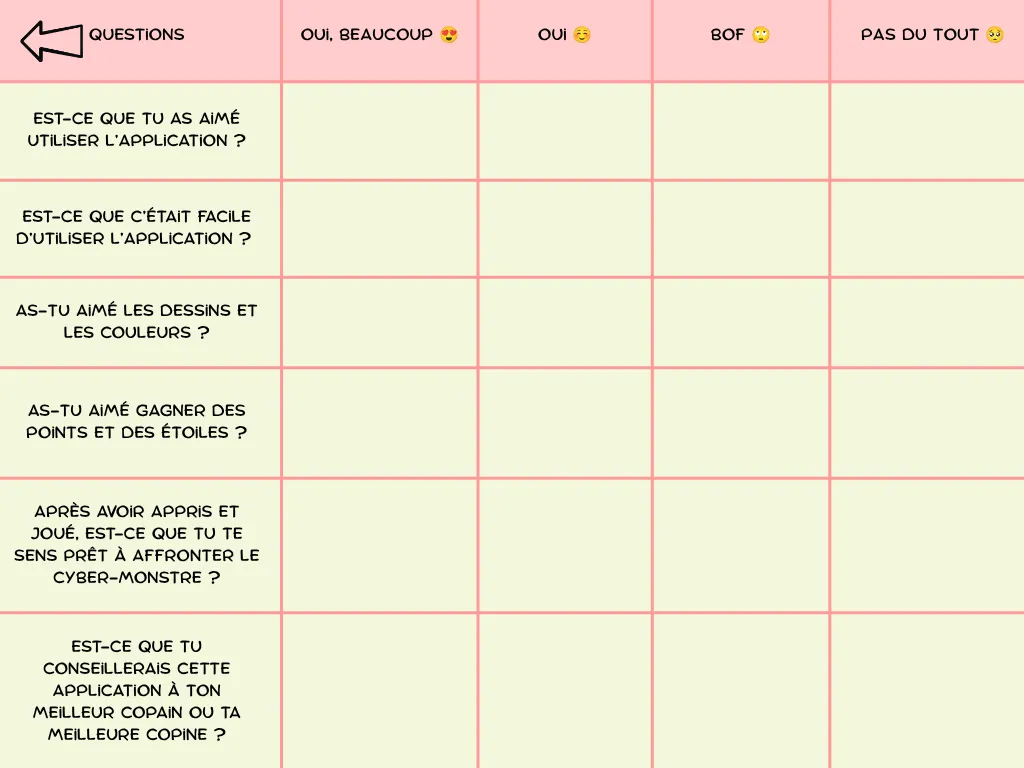 QUESTIONS
OUI, BEAUCOUP 😍
OUI ☺️
BOF 🙄
PAS DU TOUT 🥺
EST-CE QUE TU AS AIMÉ
UTILISER L'APPLICATION ?
EST-CE QUE C'ÉTAIT FACILE
D'UTILISER L'APPLICATION ?
AS-TU AIMÉ LES DESSINS ET
LES COULEURS ?
AS-TU AIMÉ GAGNER DES
POINTS ET DES ÉTOILES ?
APRÈS AVOIR APPRIS ET
JOUÉ, EST-CE QUE TU TE
SENS PRÊT À AFFRONTER LE
CYBER-MONSTRE ?
EST-CE QUE TU
CONSEILLERAIS CETTE
APPLICATION À TON
MEILLEUR COPAIN OU TA
MEILLEURE COPINE ?